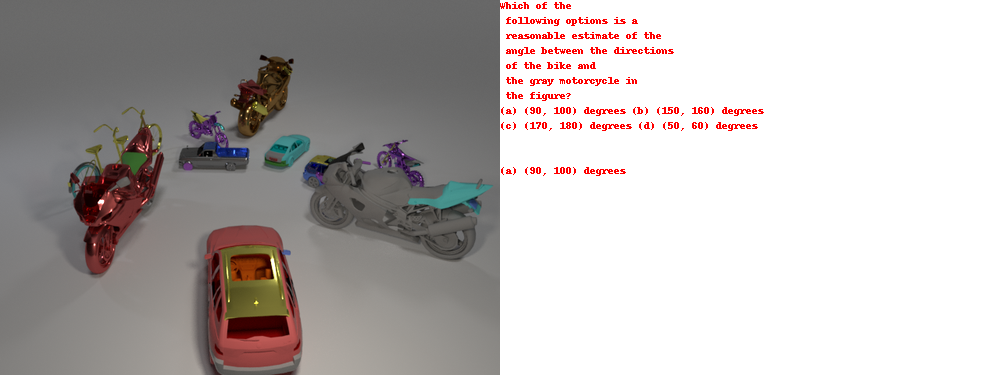 Which of the
following options is a
reasonable estimate of the
angle between the directions
of the bike and
the gray motorcycle in
the figure?
(a) (90, 100) degrees (b) (150, 160) degrees
(c) (170, 180) degrees (d) (50, 60) degrees
(a) (90, 100) degrees